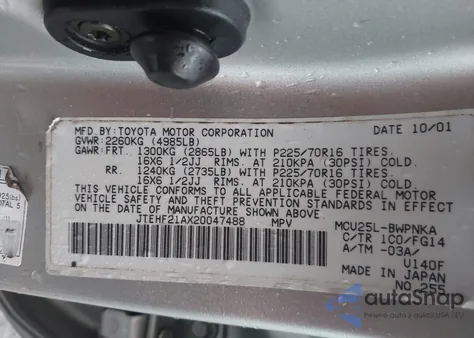 MFD.BY:TOYOTA MOTOR CORPORATION DATE 10/01
GVWR:2260KG (4985LB)
GAWR:FRT. 1300KG (2865LB) WITH P225/70R16 TIRES.
16X6 1/2JJ RIMS. AT 210KPA (30PSI) COLD.
RR. 1240KG (2735LB) WITH P225/70R16 TIRES.
16X6 1/2JJ RIMS. AT 210KPA (30PSI) COLD.
THIS VEHICLE CONFORMS TO ALL APPLICABLE FEDERAL MOTOR
VEHICLE SAFETY AND THEFT PREVENTION STANDARDS IN EFFECT
ON THE DATE OF MANUFACTURE SHOWN ABOVE.
JTEHF21AX20047488 MPV
MCU25L-BWPNKA
C/TR 1C0/FG14
A/TM -03A/
U140F
MADE IN JAPAN
NO.255
autoSnap